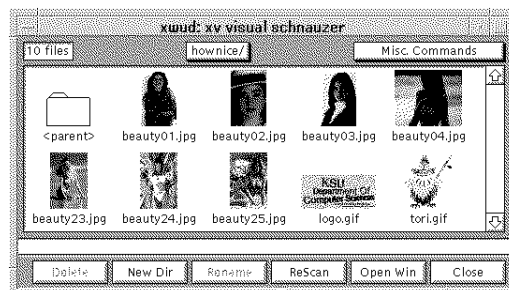 xwud: xv visual schnauzer
10 files
hownice/
Misc. Commands
<parent>
beauty01.jpg
beauty02.jpg
beauty03.jpg
beauty04.jpg
KSU
Department Of
Computer Science
beauty23.jpg
beauty24.jpg
beauty25.jpg
logo.gif
tori.gif
Delete
New Dir
Rename
ReScan
Open Win
Close